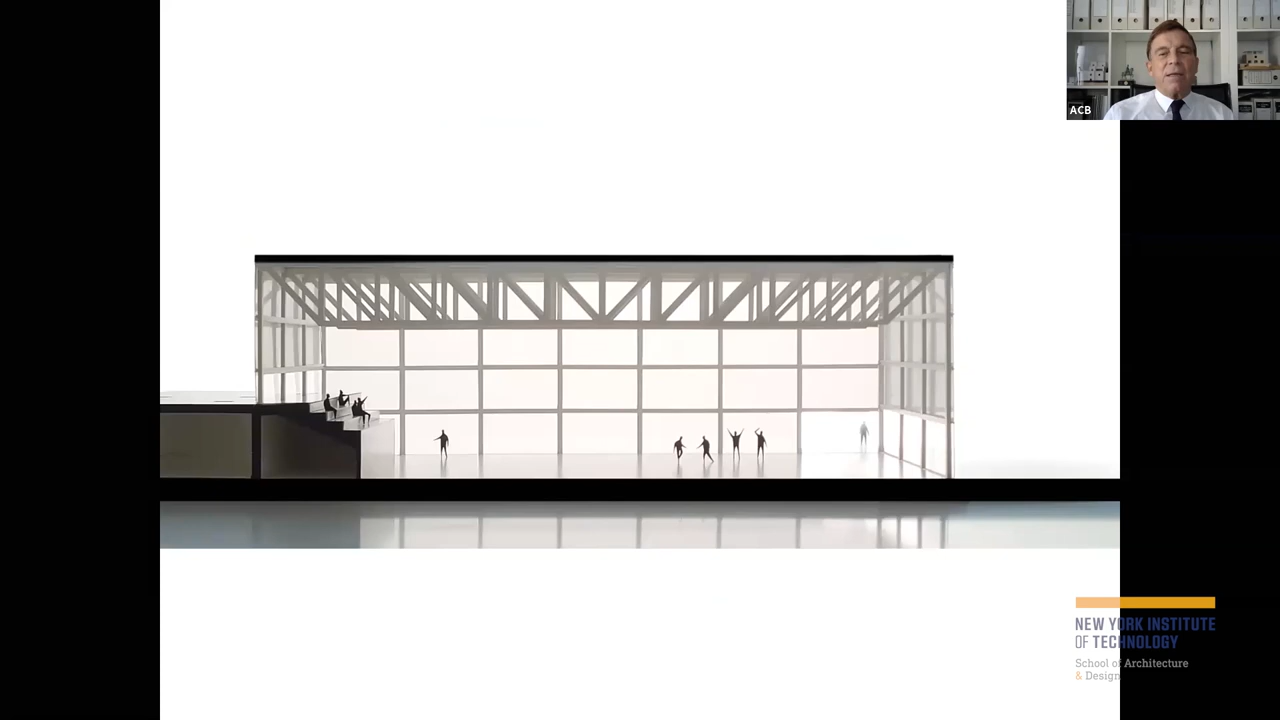 ACB
NEW YORK INSTITUTE
OF TECHNOLOGY
School of Architecture
& Design